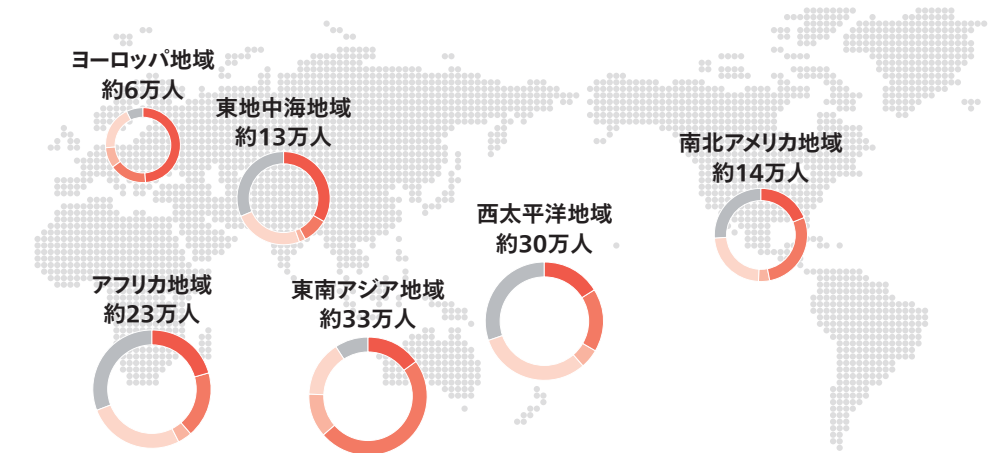 ヨーロッパ地域
約6万人
東地中海地域
約13万人
南北アメリカ地域
約14万人
西太平洋地域
約30万人
アフリカ地域
約23万人
東南アジア地域
約33万人